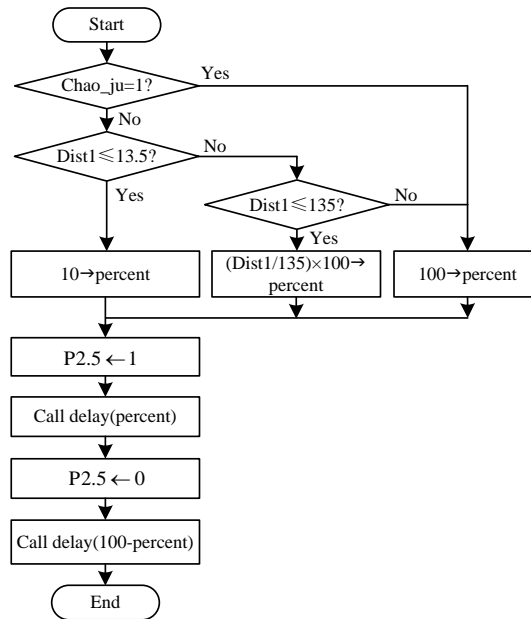 Start
Chao_ju=1?
Yes
No
Dist1≤13.5?
No
Yes
Dist1≤135?
No
Yes
10→percent
(Dist1/135)×100→
percent
100→percent
P2.5←1
Call delay(percent)
P2.5←0
Call delay(100-percent)
End